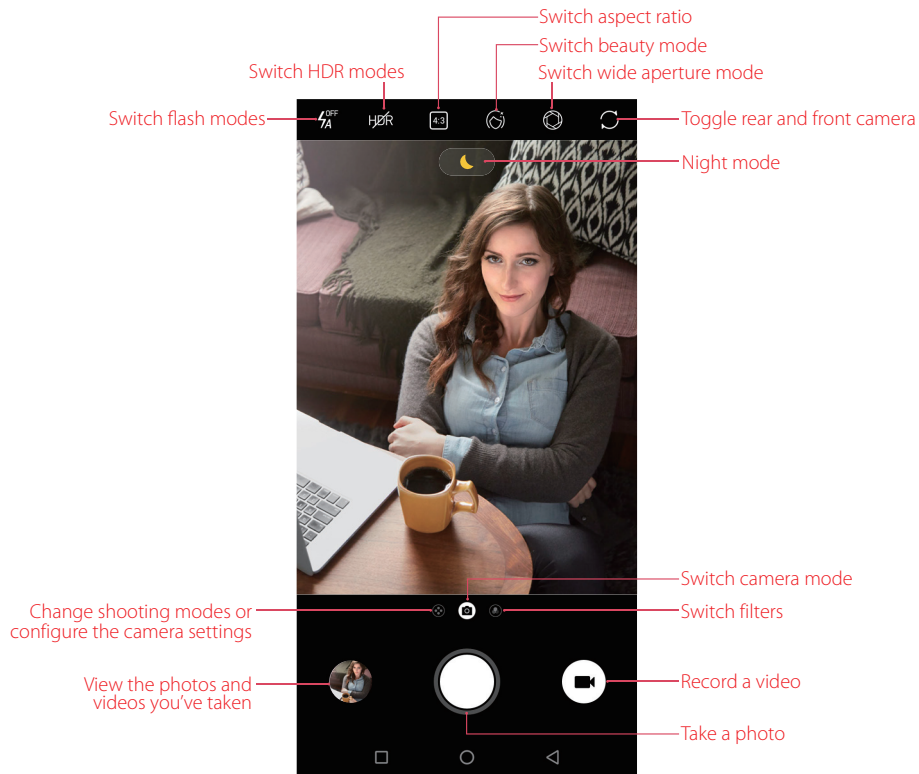 Switch aspect ratio
Switch beauty mode
Switch HDR modes
Switch wide aperture mode
Switch flash modes
OFF
A
HDR
4:3
Toggle rear and front camera
Night mode
Switch camera mode
Change shooting modes or
configure the camera settings
Switch filters
View the photos and
videos you've taken
Record a video
Take a photo